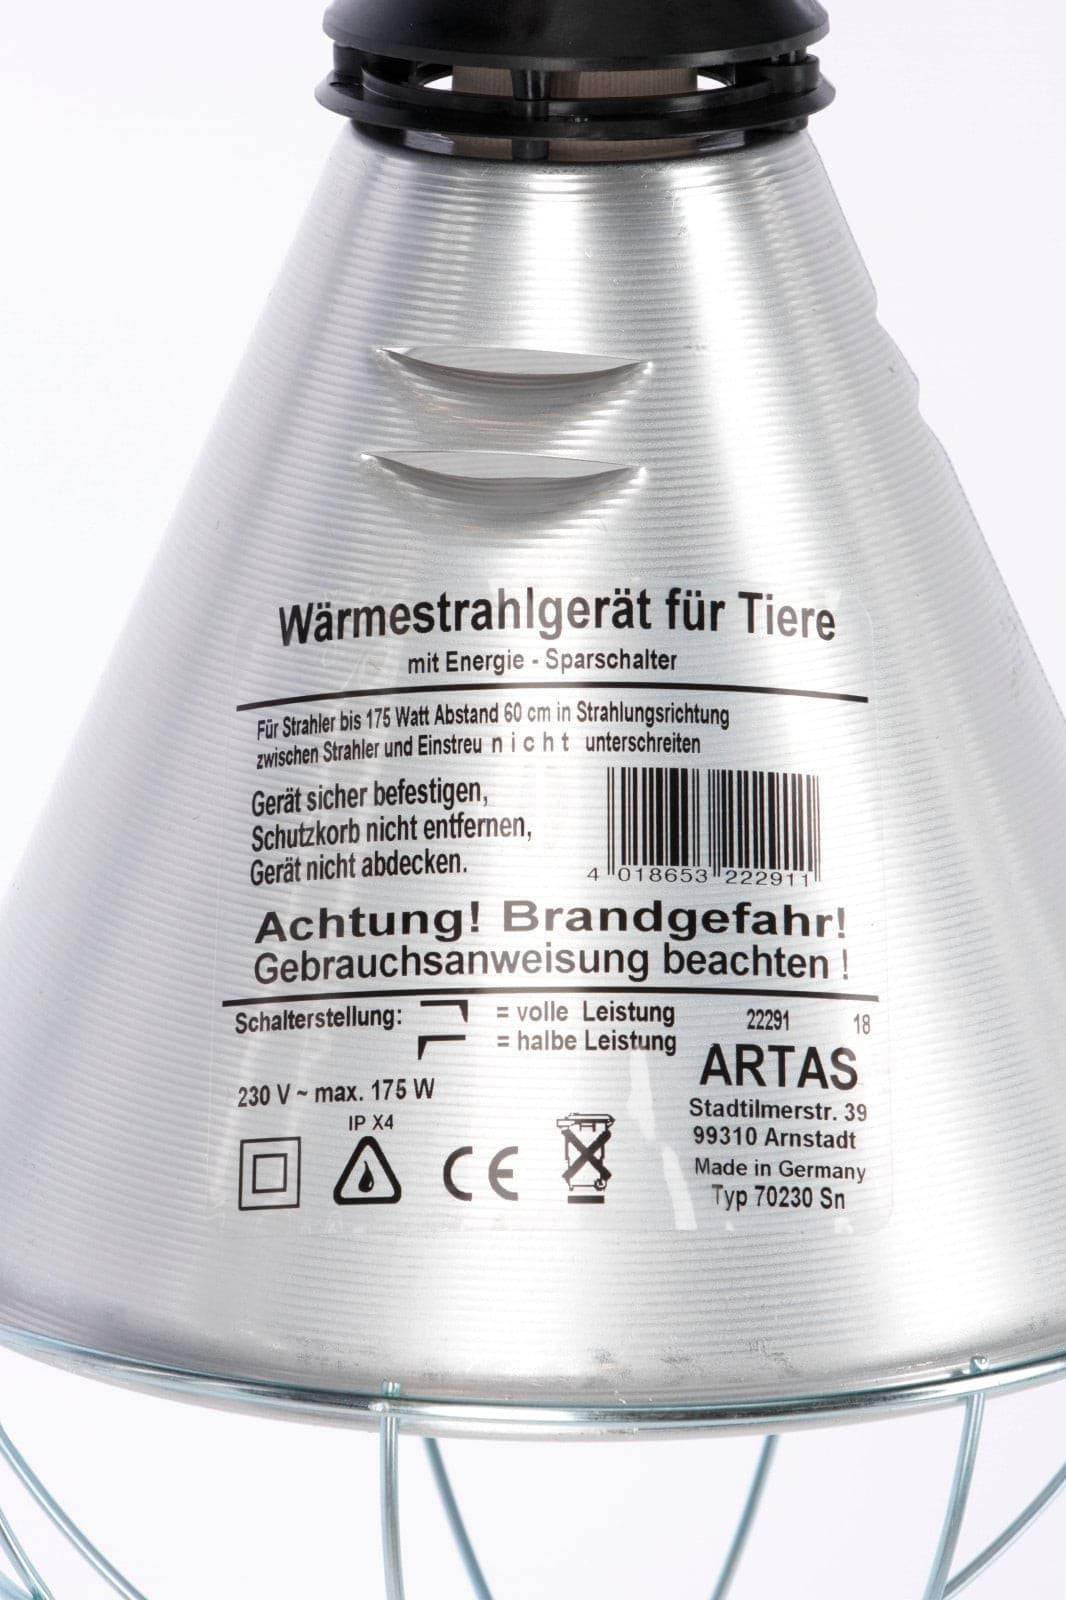 Wärmestrahlgerät für Tiere
mit Energie - Sparschalter
Für Strahler bis 175 Watt Abstand 60 cm in Strahlungsrichtung
zwischen Strahler und Einstreu n i c h t unterschreiten
Gerät sicher befestigen,
Schutzkorb nicht entfernen,
Gerät nicht abdecken.
4 018653 222911
Achtung! Brandgefahr!
Gebrauchsanweisung beachten !
Schalterstellung: = volle Leistung
= halbe Leistung
230 V ~ max. 175 W
IP X4
CE
22291 18
ARTAS
Stadtilmerstr. 39
99310 Arnstadt
Made in Germany
Typ 70230 Sn